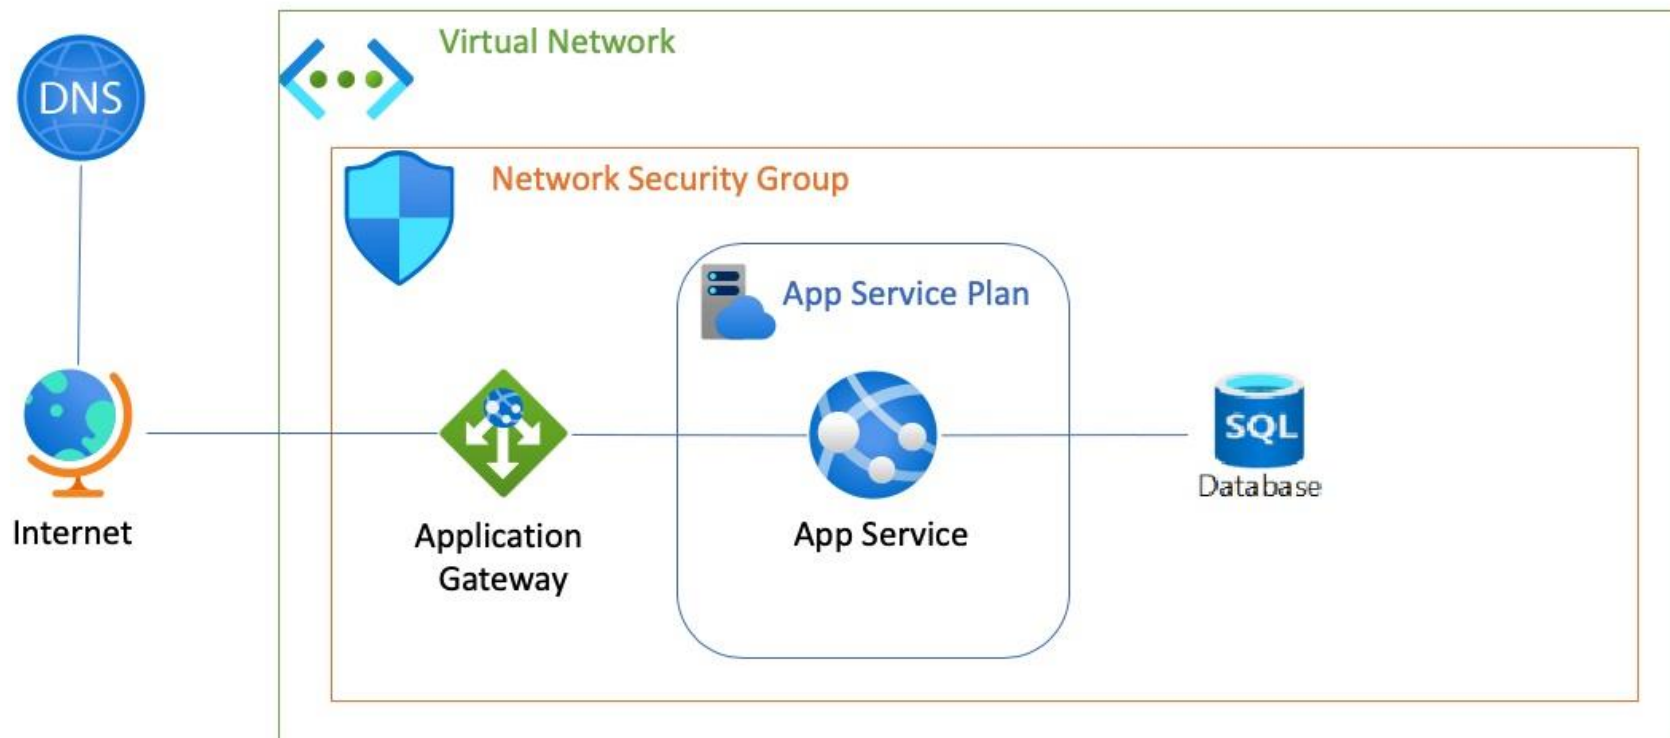 DNS
Virtual Network
Network Security Group
App Service Plan
SQL
Database
Internet
Application
Gateway
App Service